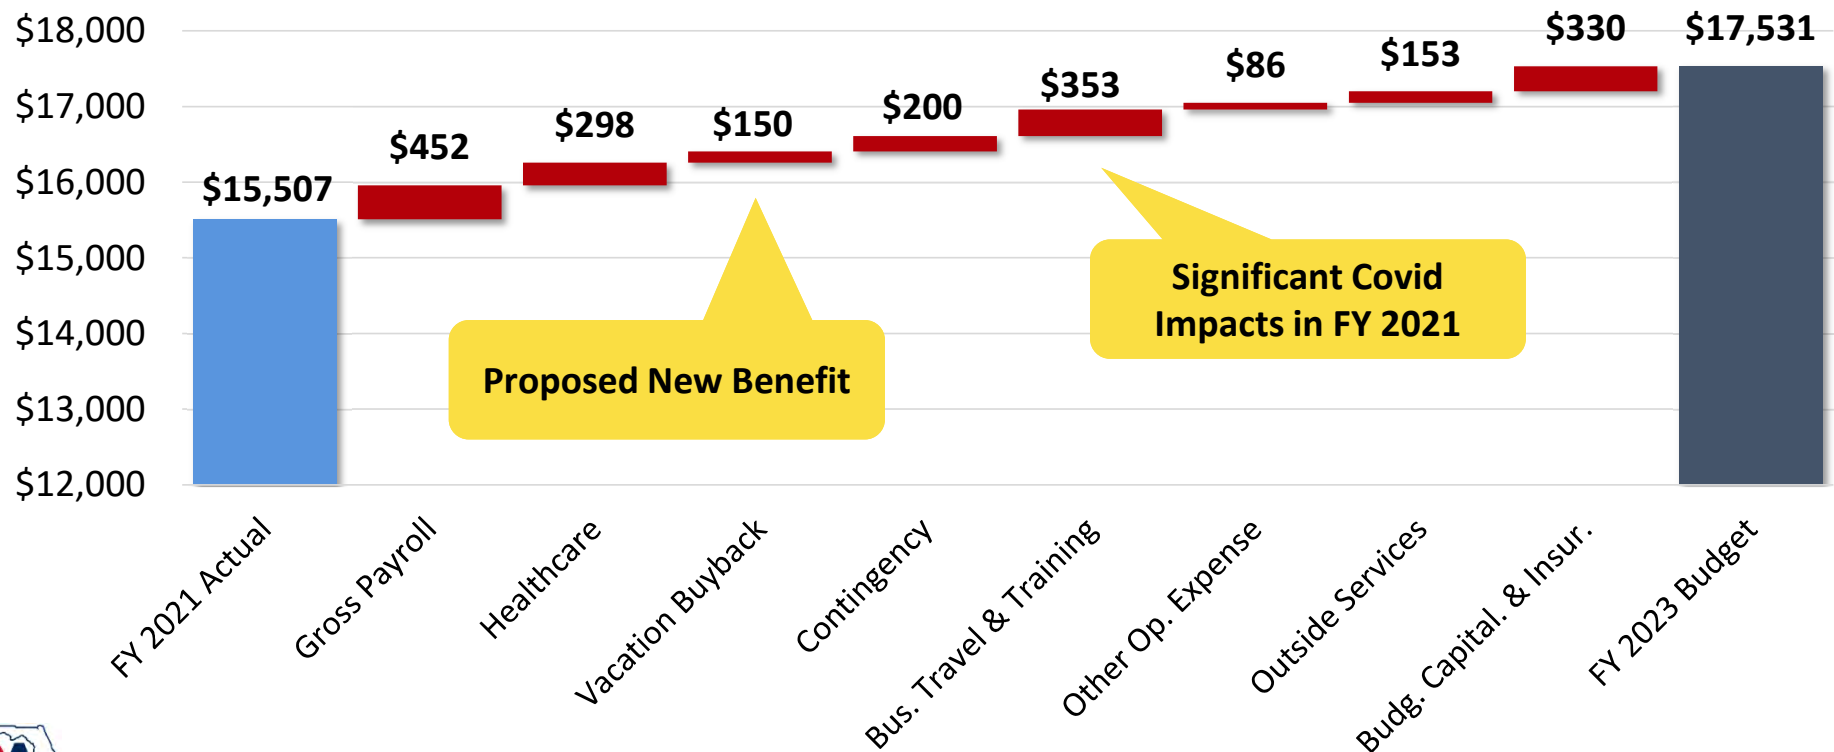 $18,000
$17,000
$16,000
$15,000
$14,000
$13,000
$12,000
$15,507
$452
$298
$150
$200
$353
$86
$153
$330
$17,531
Proposed New Benefit
Significant Covid
Impacts in FY 2021
FY 2021 Actual
Gross Payroll
Healthcare
Vacation Buyback
Contingency
Bus. Travel & Training
Other Op. Expense
Outside Services
Budg. Capital. & Insur.
FY 2023 Budget